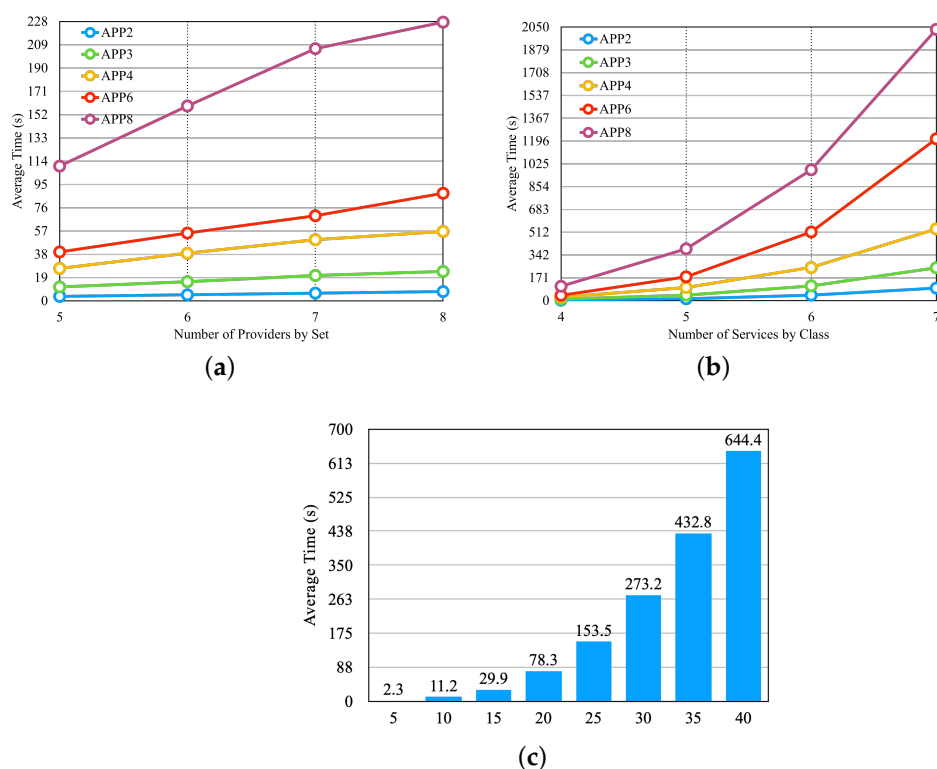 228
209
190
171
152
133
114
95
76
57
38
19
0
Average Time (s)
APP2
APP3
APP4
APP6
APP8
5 6 7 8
Number of Providers by Set
(a)
2050
1879
1708
1537
1367
1196
1025
854
683
512
342
171
0
Average Time (s)
APP2
APP3
APP4
APP6
APP8
4 5 6 7
Number of Services by Class
(b)
700
613
525
438
350
263
175
88
0
Average Time (s)
2.3 11.2 29.9 78.3 153.5 273.2 432.8 644.4
5 10 15 20 25 30 35 40
(c)